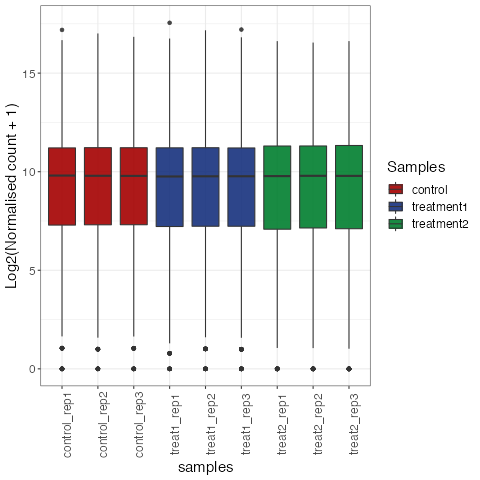 Log2(Normalised count + 1)
15
10
5
0
control_rep1
control_rep2
control_rep3
treat1_rep1
treat1_rep2
treat1_rep3
treat2_rep1
treat2_rep2
treat2_rep3
samples
Samples
control
treatment1
treatment2